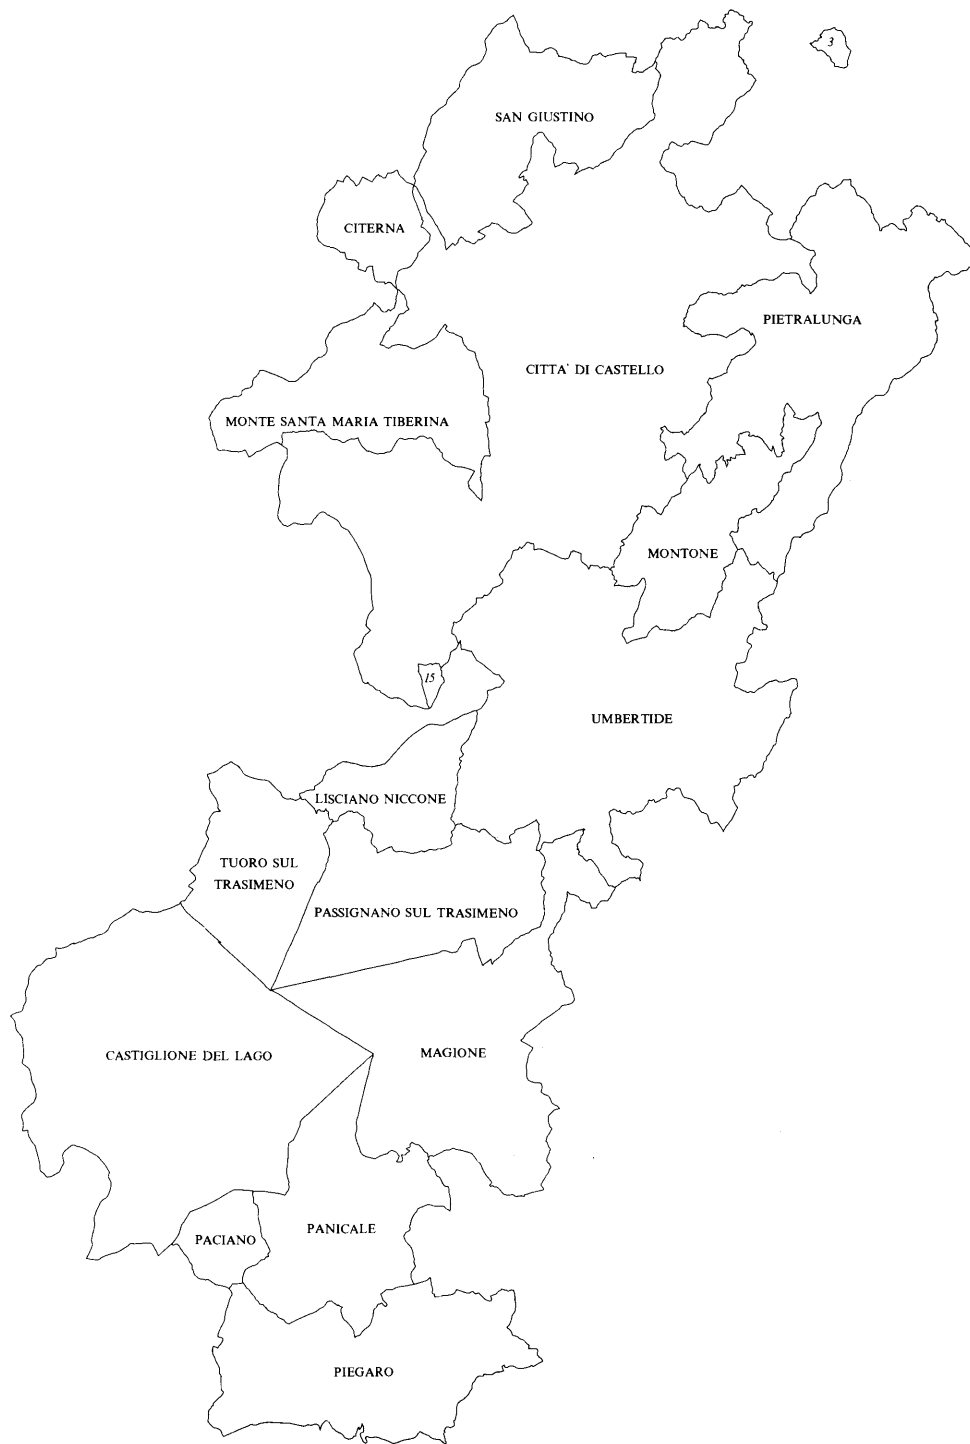 3
SAN GIUSTINO
CITERNA
PIETRALUNGA
CITTA' DI CASTELLO
MONTE SANTA MARIA TIBERINA
MONTONE
15
UMBERTIDE
LISCIANO NICCONE
TUORO SUL
TRASIMENO
PASSIGNANO SUL TRASIMENO
CASTIGLIONE DEL LAGO
MAGIONE
PANICALE
PACIANO
PIEGARO